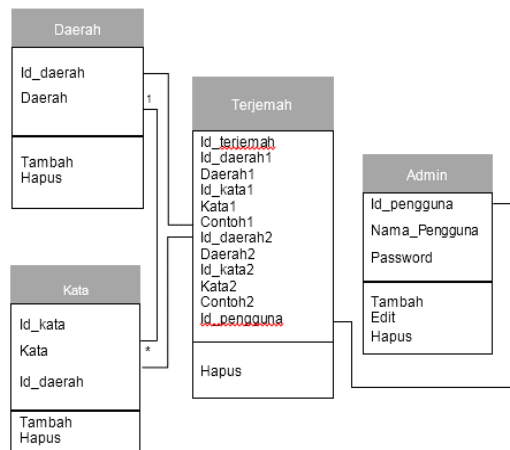 Daerah
Id_daerah
Daerah
1
Tambah
Hapus
Terjemah
Id_terjemah
Id_daerah1
Daerah1
Id_kata1
Kata1
Contoh1
Id_daerah2
Daerah2
Id_kata2
Kata2
Contoh2
Id_pengguna
Hapus
Admin
Id_pengguna
Nama_Pengguna
Password
Tambah
Edit
Hapus
Kata
Id_kata
Kata
*
Id_daerah
Tambah
Hapus